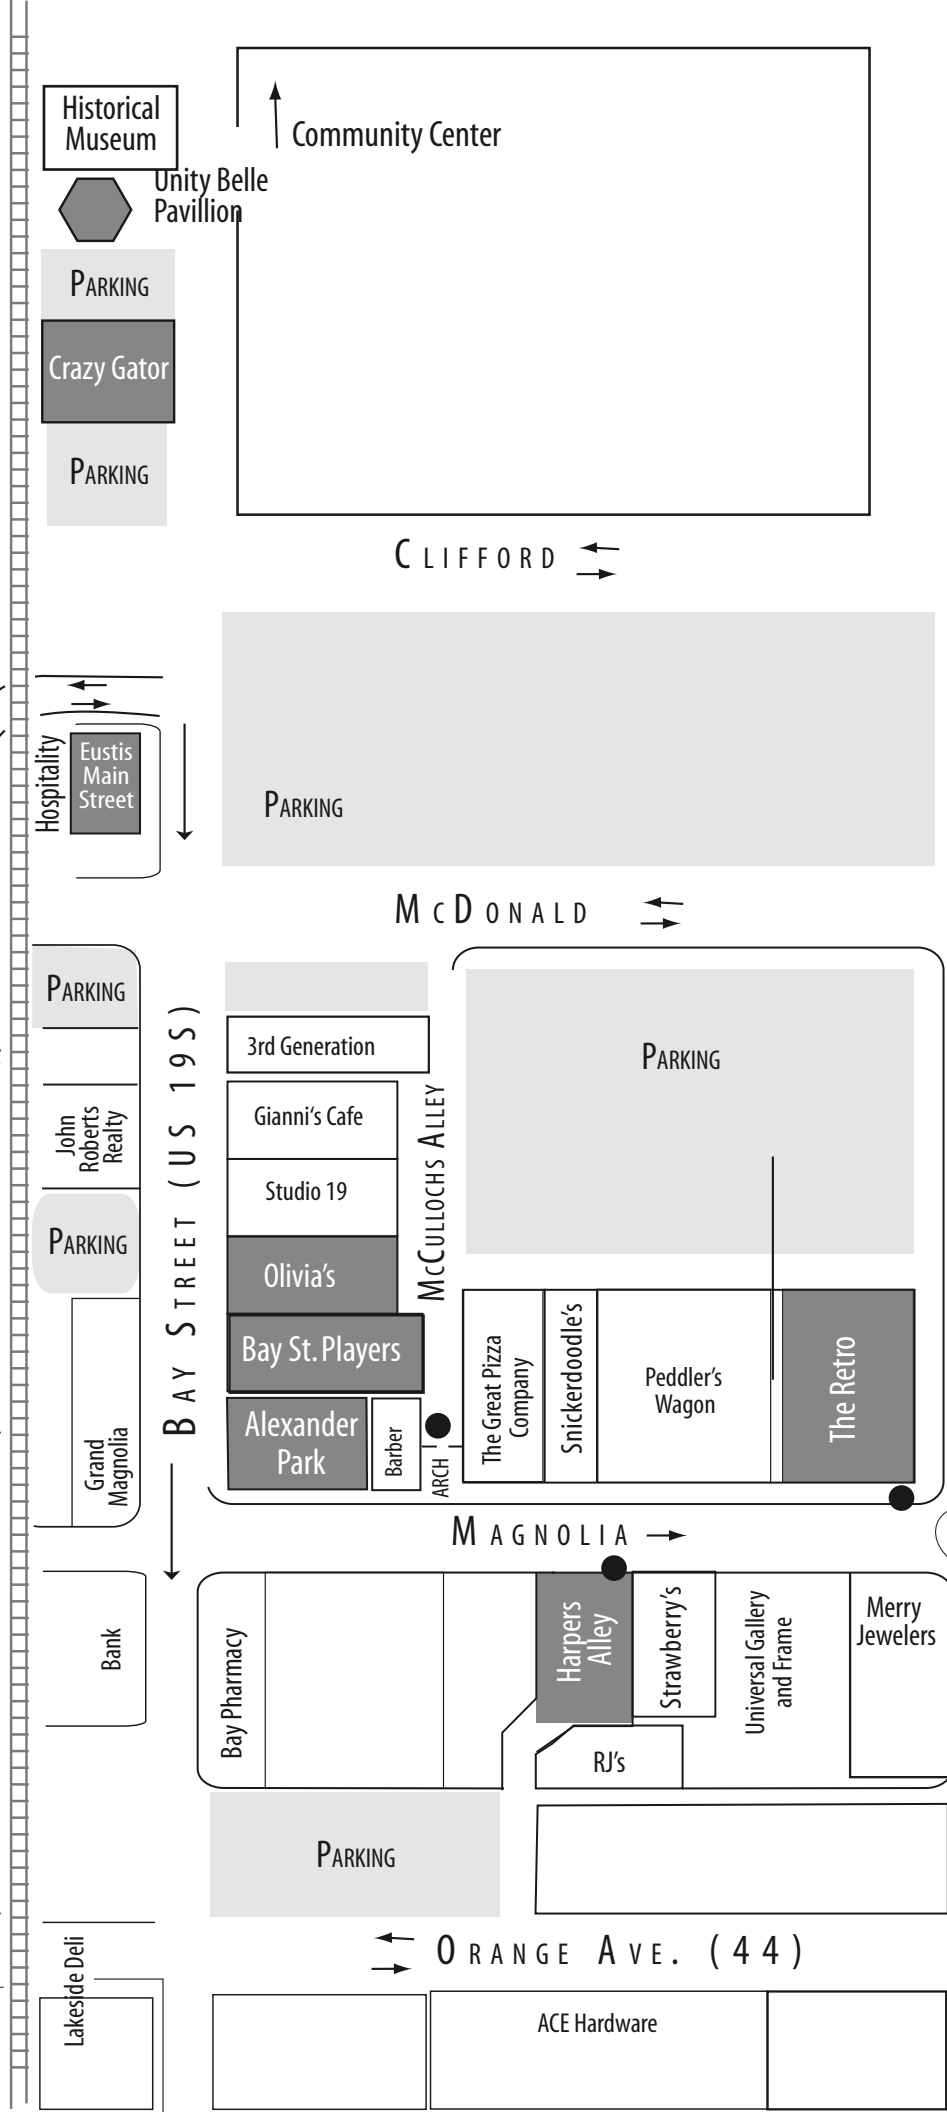 Historical
Museum
Community Center
Unity Belle
Pavillion
PARKING
Crazy Gator
PARKING
CLIFFORD
Hospitality
Eustis
Main
Street
PARKING
MCDONALD
PARKING
BAY STREET (US 19S)
3rd Generation
PARKING
John
Roberts
Realty
Gianni's Cafe
MCCULLOCHS ALLEY
Studio 19
PARKING
Olivia's
Bay St. Players
The Great Pizza
Company
Snickerdoodle's
Peddler's
Wagon
The Retro
Grand
Magnolia
Alexander
Park
Barber
ARCH
MAGNOLIA
Bank
Bay Pharmacy
Harpers
Alley
Strawberry's
Universal Gallery
and Frame
Merry
Jewelers
RJ's
PARKING
ORANGE AVE. (44)
Lakeside Deli
ACE Hardware